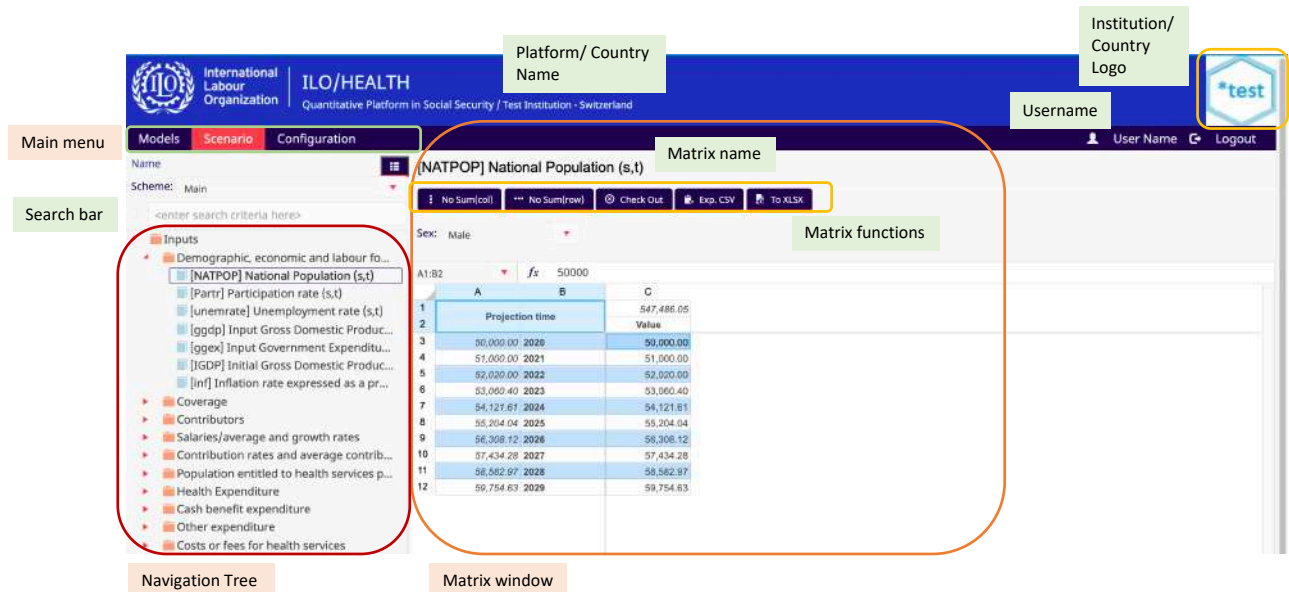 Institution/
Country
Logo
Platform/ Country
Name
International
Labour
Organization
ILO/HEALTH
Quantitative Platform in Social Security / Test Institution - Switzerland
*test
Username
Main menu
Models Scenario Configuration
User Name Logout
Name
[NATPOP] National Population (s,t)
Matrix name
Scheme: Main
No Sum(col) No Sum(row) Check Out Exp. CSV To XLSX
Search bar
<enter search criteria here>
Sex: Male
Matrix functions
Inputs
Demographic, economic and labour fo...
[NATPOP] National Population (s,t)
[Partr] Participation rate (s,t)
[unemrate] Unemployment rate (s,t)
[ggdp] Input Gross Domestic Produc...
[ggex] Input Government Expenditu...
[IGDP] Initial Gross Domestic Produc...
[inf] Inflation rate expressed as a pr...
Coverage
Contributors
Salaries/average and growth rates
Contribution rates and average contrib...
Population entitled to health services p...
Health Expenditure
Cash benefit expenditure
Other expenditure
Costs or fees for health services
A1:B2 fx 50000
A B C
1 547,486.05
Projection time
2 Value
3 50,000.00 2020 50,000.00
4 51,000.00 2021 51,000.00
5 52,020.00 2022 52,020.00
6 53,060.40 2023 53,060.40
7 54,121.61 2024 54,121.61
8 55,204.04 2025 55,204.04
9 56,308.12 2026 56,308.12
10 57,434.28 2027 57,434.28
11 58,582.97 2028 58,582.97
12 59,754.63 2029 59,754.63
Navigation Tree
Matrix window